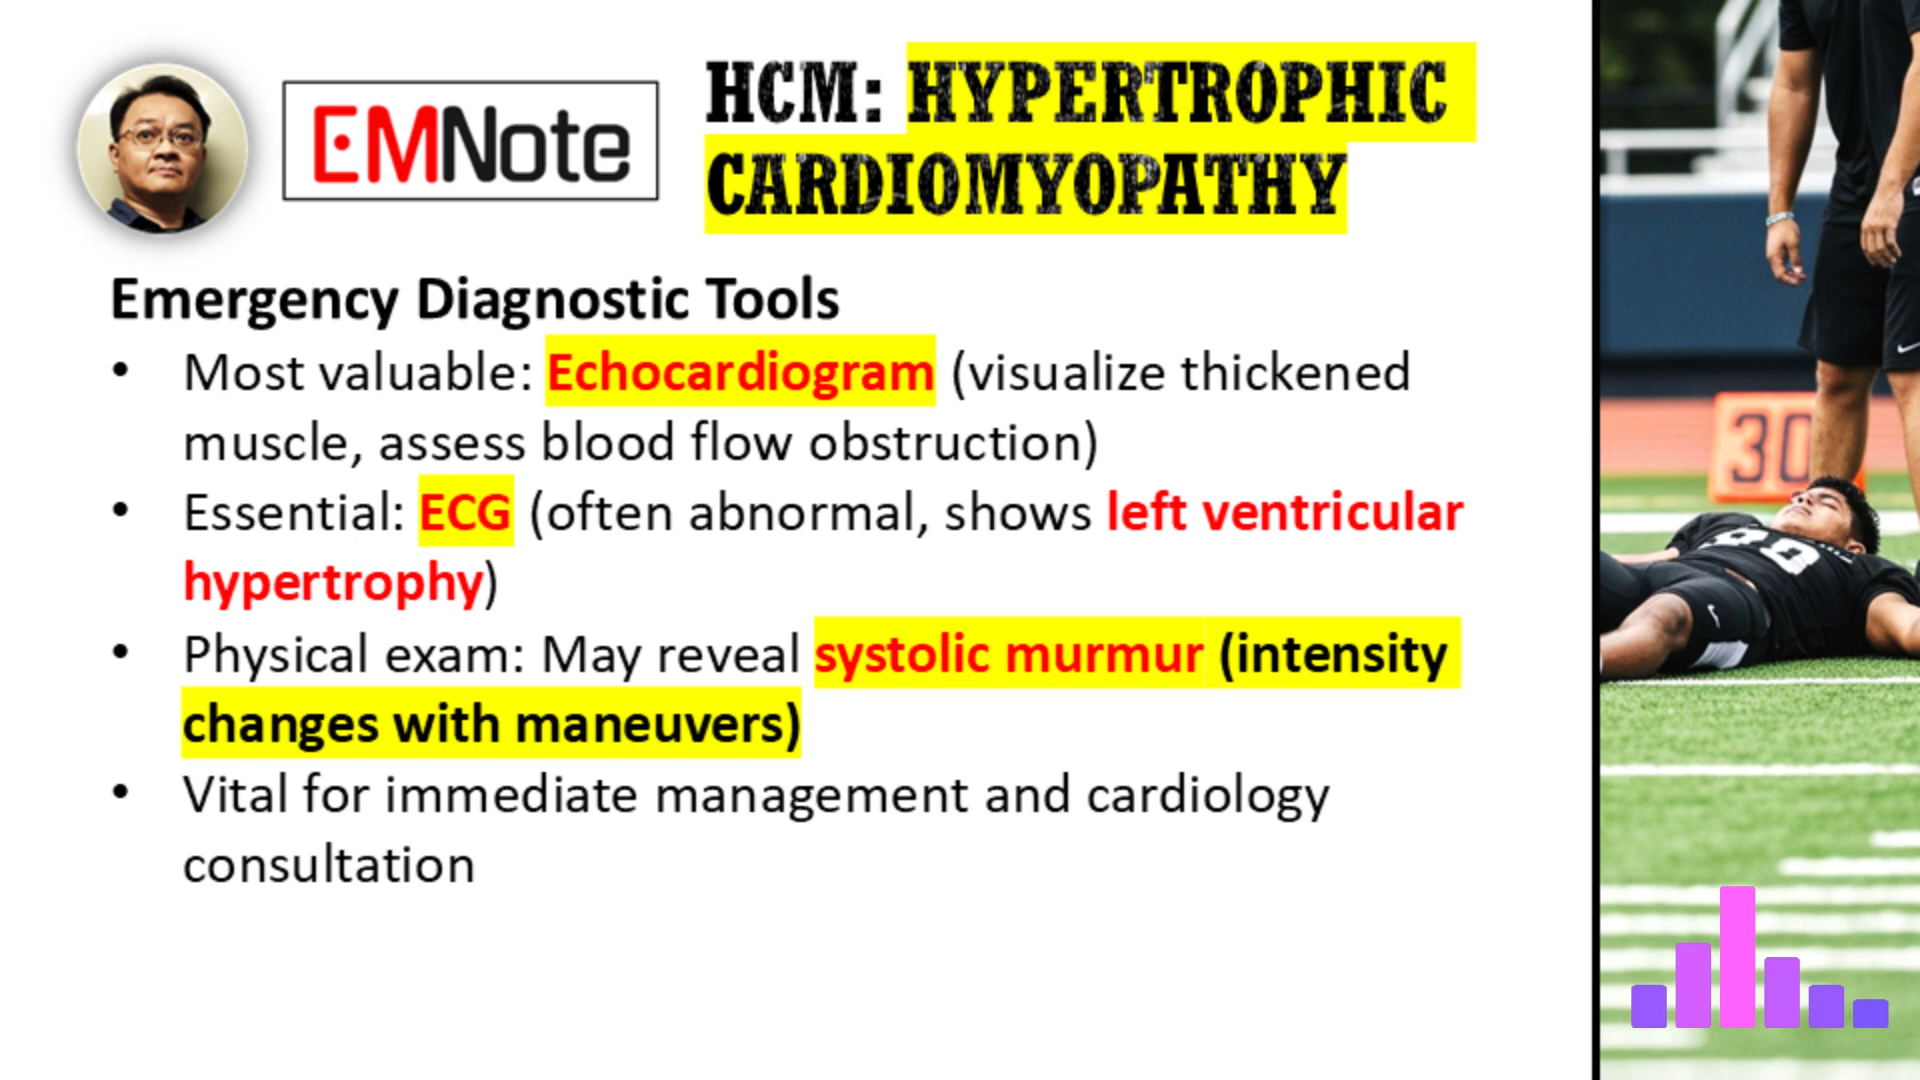 EMNote
HCM: HYPERTROPHIC
CARDIOMYOPATHY
Emergency Diagnostic Tools
• Most valuable: Echocardiogram (visualize thickened
muscle, assess blood flow obstruction)
• Essential: ECG (often abnormal, shows left ventricular
hypertrophy)
• Physical exam: May reveal systolic murmur (intensity
changes with maneuvers)
• Vital for immediate management and cardiology
consultation
30